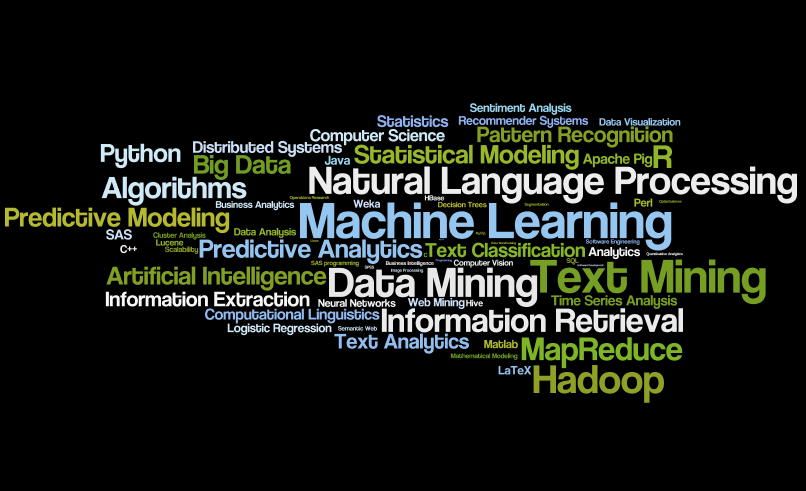 Sentiment Analysis
Statistics
Recommender Systems
Data Visualization
Computer Science
Pattern Recognition
Python
Distributed Systems
Big Data
Java
Statistical Modeling
Apache Pig
R
Algorithms
Natural Language Processing
Operations Research
HBase
Business Analytics
Weka
Decision Trees
Segmentation
Perl
Optimization
Predictive Modeling
Machine Learning
SAS
Cluster Analysis
Data Analysis
MySQL
Lucene
Software Engineering
C++
Scalability
Predictive Analytics
Text Classification
Analytics
Quantitative Analytics
SAS programming
Business Intelligence
Programming
Computer Vision
SQL
SPSS
Image Processing
Artificial Intelligence
Data Mining
Text Mining
Information Extraction
Neural Networks
Web Mining
Hive
Time Series Analysis
Computational Linguistics
Information Retrieval
Logistic Regression
Semantic Web
Text Analytics
Matlab
MapReduce
Mathematical Modeling
LaTeX
Hadoop